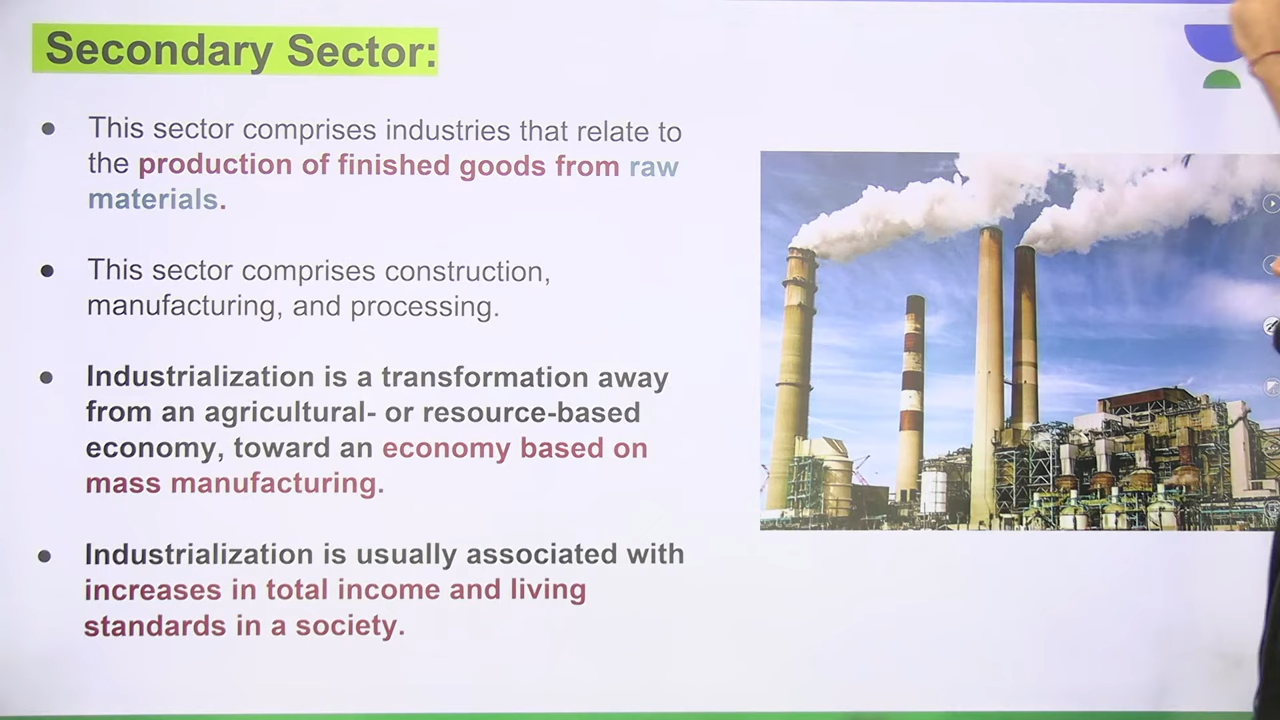 Secondary Sector:
● This sector comprises industries that relate to
the production of finished goods from raw
materials.
● This sector comprises construction,
manufacturing, and processing.
● Industrialization is a transformation away
from an agricultural- or resource-based
economy, toward an economy based on
mass manufacturing.
● Industrialization is usually associated with
increases in total income and living
standards in a society.